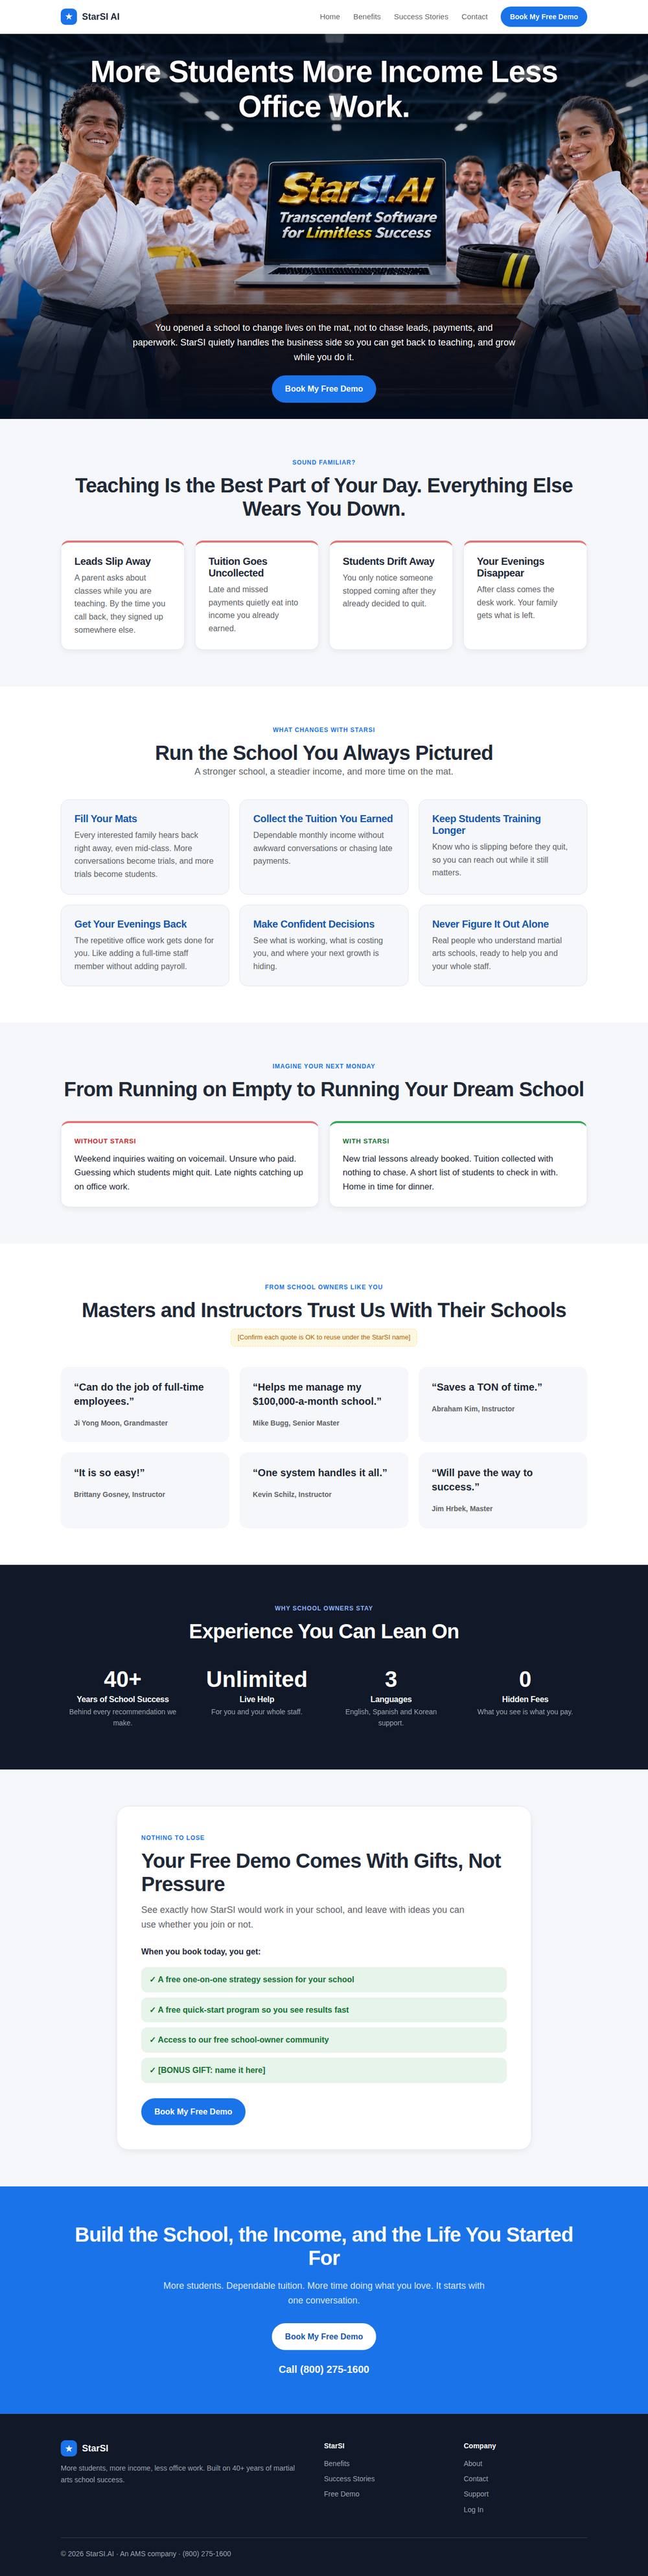 StarSI AI
Home
Benefits
Success Stories
Contact
Book My Free Demo
More Students More Income Less
Office Work.
StarSI.AI
Transcendent Software
for Limitless Success
You opened a school to change lives on the mat, not to chase leads, payments, and
paperwork. StarSI quietly handles the business side so you can get back to teaching, and grow
while you do it.
Book My Free Demo
SOUND FAMILIAR?
Teaching Is the Best Part of Your Day. Everything Else
Wears You Down.
Leads Slip Away
A parent asks about
classes while you are
teaching. By the time you
call back, they signed up
somewhere else.
Tuition Goes
Uncollected
Late and missed
payments quietly eat into
income you already
earned.
Students Drift Away
You only notice someone
stopped coming after they
already decided to quit.
Your Evenings
Disappear
After class comes the
desk work. Your family
gets what is left.
WHAT CHANGES WITH STARSI
Run the School You Always Pictured
A stronger school, a steadier income, and more time on the mat.
Fill Your Mats
Every interested family hears back
right away, even mid-class. More
conversations become trials, and more
trials become students.
Collect the Tuition You Earned
Dependable monthly income without
awkward conversations or chasing late
payments.
Keep Students Training
Longer
Know who is slipping before they quit,
so you can reach out while it still
matters.
Get Your Evenings Back
The repetitive office work gets done for
you. Like adding a full-time staff
member without adding payroll.
Make Confident Decisions
See what is working, what is costing
you, and where your next growth is
hiding.
Never Figure It Out Alone
Real people who understand martial
arts schools, ready to help you and
your whole staff.
IMAGINE YOUR NEXT MONDAY
From Running on Empty to Running Your Dream School
WITHOUT STARSI
Weekend inquiries waiting on voicemail. Unsure who paid.
Guessing which students might quit. Late nights catching up
on office work.
WITH STARSI
New trial lessons already booked. Tuition collected with
nothing to chase. A short list of students to check in with.
Home in time for dinner.
FROM SCHOOL OWNERS LIKE YOU
Masters and Instructors Trust Us With Their Schools
[Confirm each quote is OK to reuse under the StarSI name]
“Can do the job of full-time
employees.”
Ji Yong Moon, Grandmaster
“Helps me manage my
$100,000-a-month school.”
Mike Bugg, Senior Master
“Saves a TON of time.”
Abraham Kim, Instructor
“It is so easy!”
Brittany Gosney, Instructor
“One system handles it all.”
Kevin Schilz, Instructor
“Will pave the way to
success.”
Jim Hrbek, Master
WHY SCHOOL OWNERS STAY
Experience You Can Lean On
40+
Years of School Success
Behind every recommendation we
make.
Unlimited
Live Help
For you and your whole staff.
3
Languages
English, Spanish and Korean
support.
0
Hidden Fees
What you see is what you pay.
NOTHING TO LOSE
Your Free Demo Comes With Gifts, Not
Pressure
See exactly how StarSI would work in your school, and leave with ideas you can
use whether you join or not.
When you book today, you get:
✓ A free one-on-one strategy session for your school
✓ A free quick-start program so you see results fast
✓ Access to our free school-owner community
✓ [BONUS GIFT: name it here]
Book My Free Demo
Build the School, the Income, and the Life You Started
For
More students. Dependable tuition. More time doing what you love. It starts with
one conversation.
Book My Free Demo
Call (800) 275-1600
StarSI
More students, more income, less office work. Built on 40+ years of martial
arts school success.
StarSI
Benefits
Success Stories
Free Demo
Company
About
Contact
Support
Log In
© 2026 StarSI.AI · An AMS company · (800) 275-1600